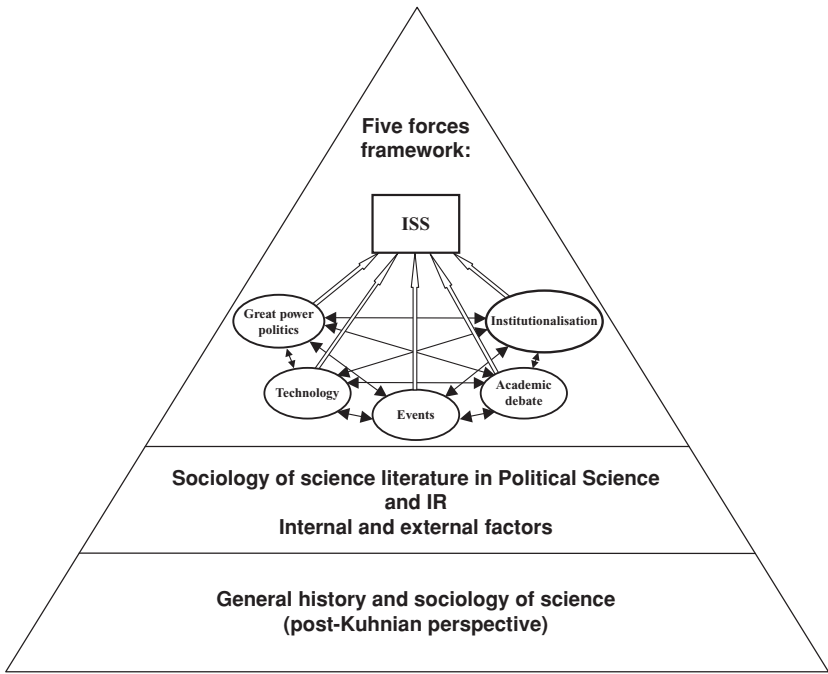 Five forces
framework:
ISS
Great power
politics
Institutionalisation
Technology
Academic
debate
Events
Sociology of science literature in Political Science
and IR
Internal and external factors
General history and sociology of science
(post-Kuhnian perspective)